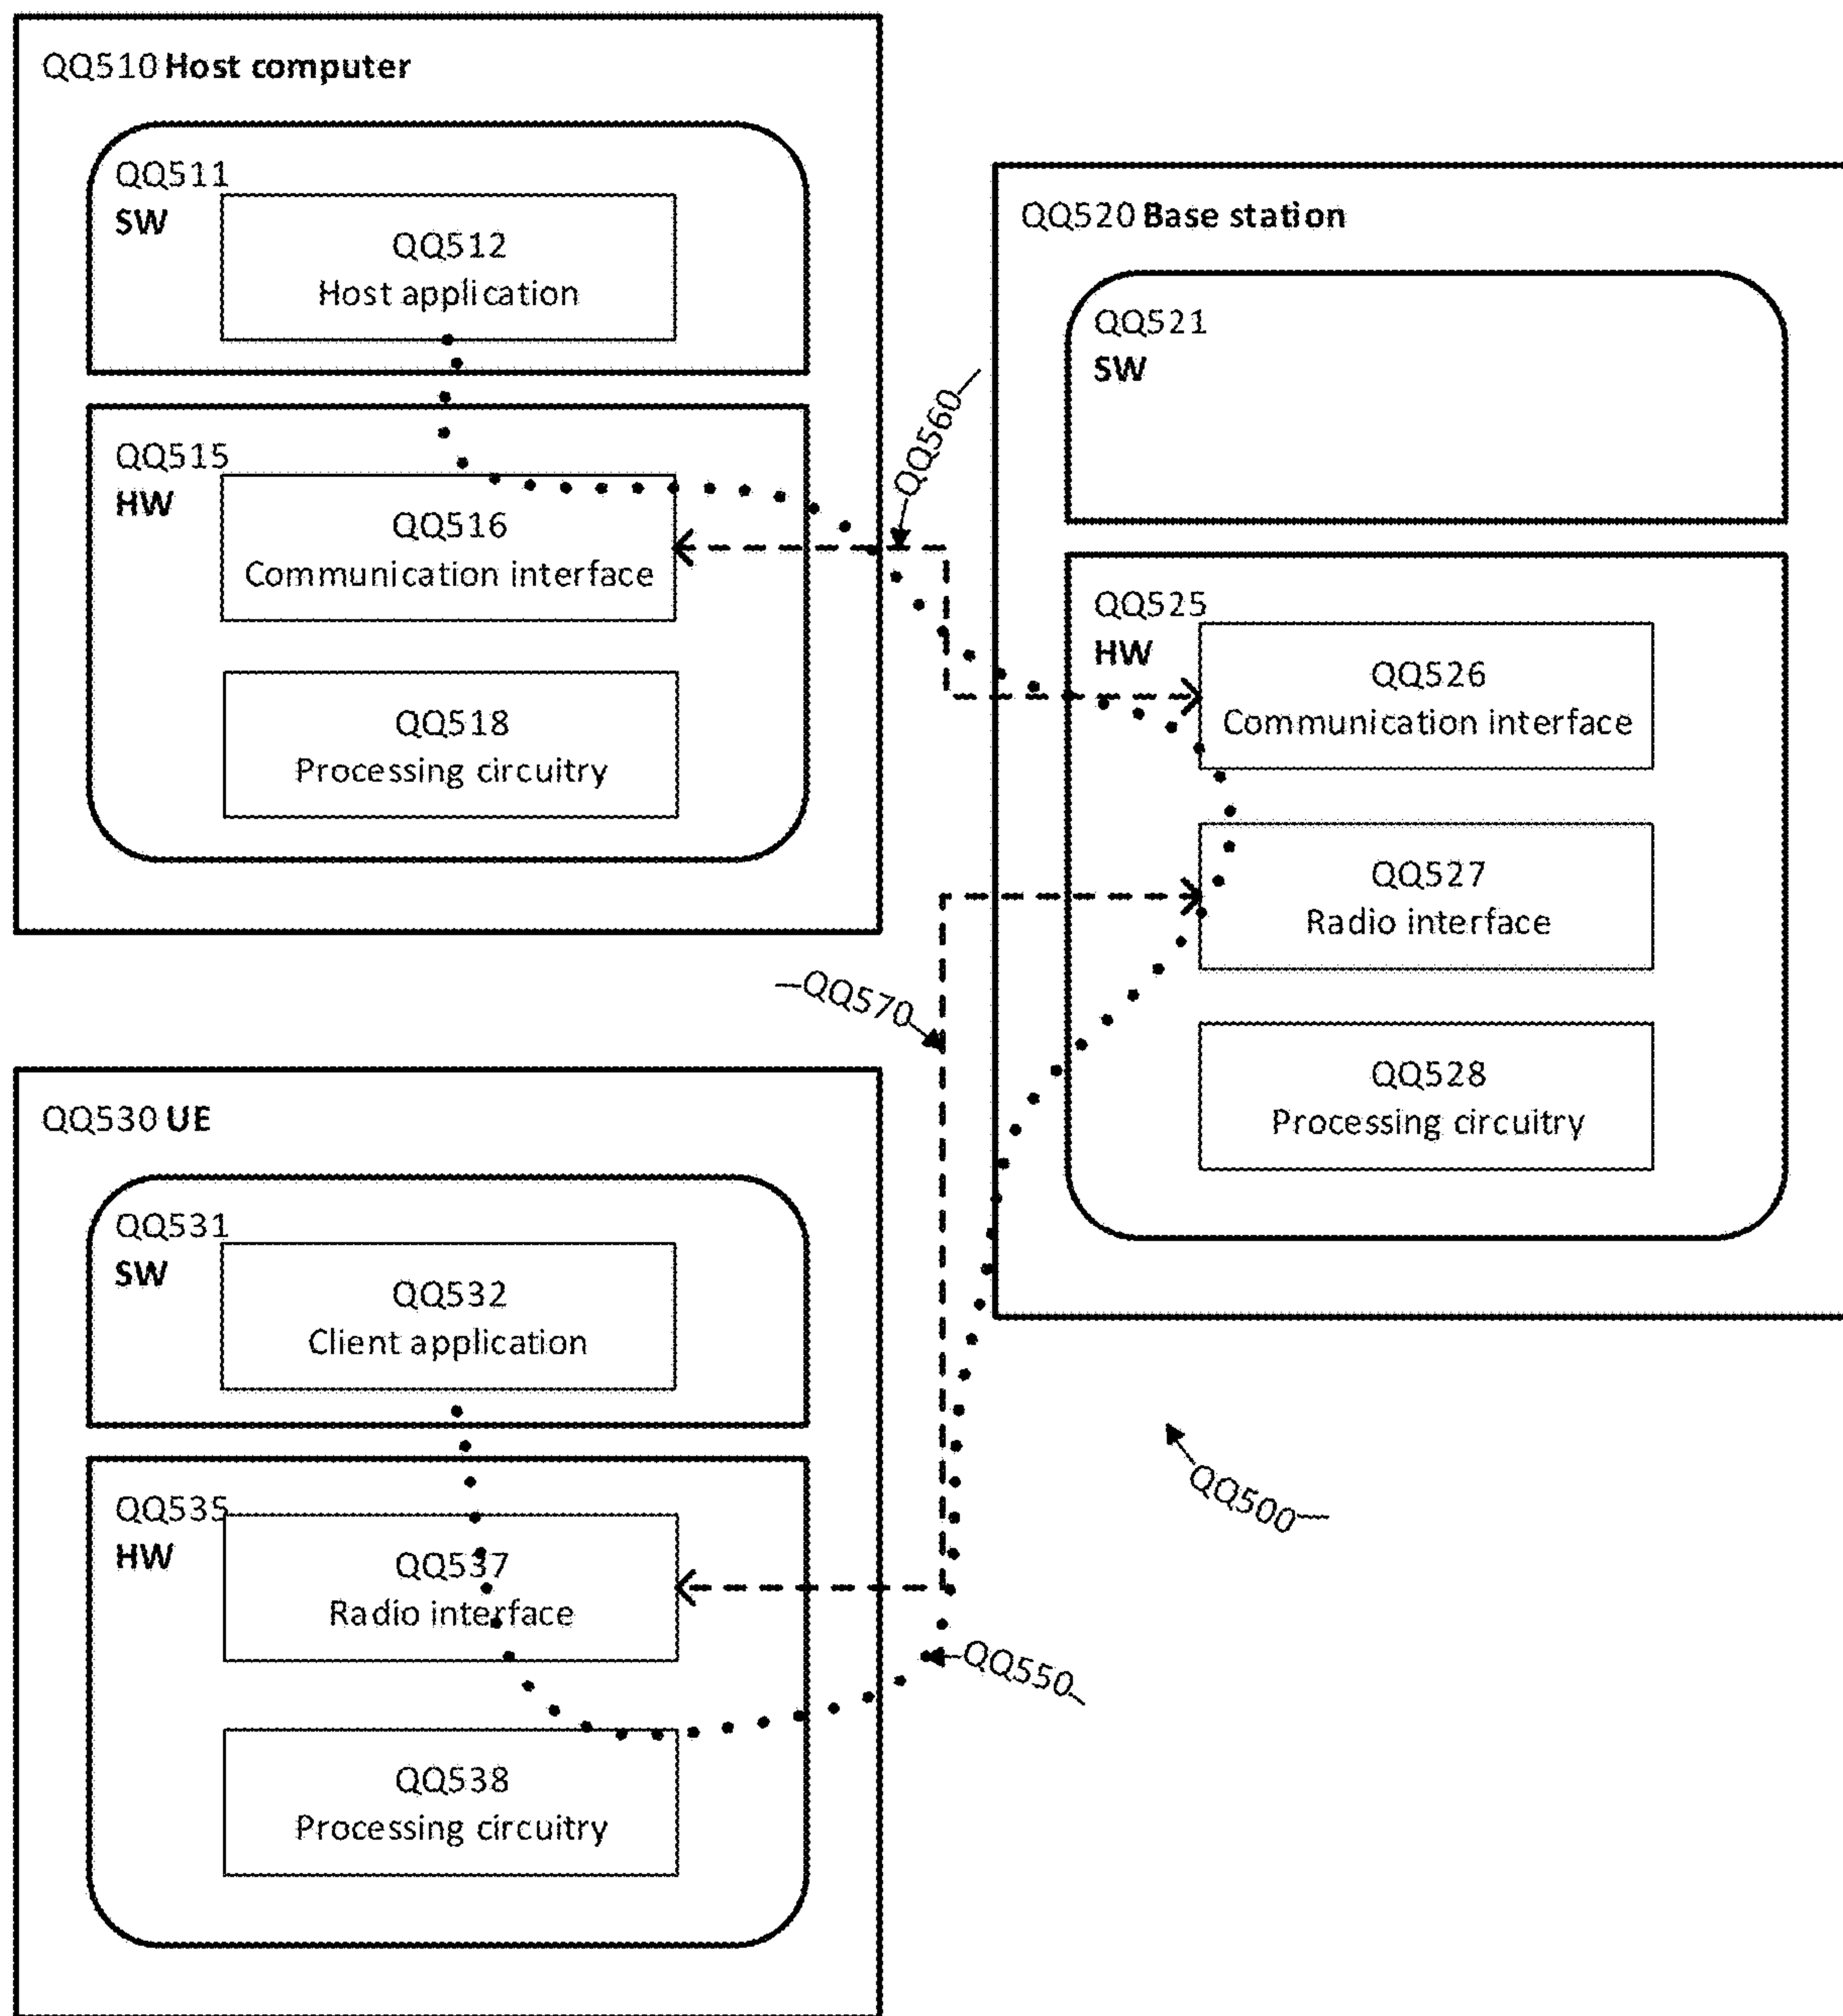 QQ510 Host computer
QQ511
SW
QQ512
Host application
QQ515
HW
QQ516
Communication interface
QQ518
Processing circuitry
QQ560
QQ520 Base station
QQ521
SW
QQ525
HW
QQ526
Communication interface
QQ527
Radio interface
QQ528
Processing circuitry
QQ570
QQ530 UE
QQ531
SW
QQ532
Client application
QQ535
HW
QQ537
Radio interface
QQ538
Processing circuitry
QQ500
QQ550